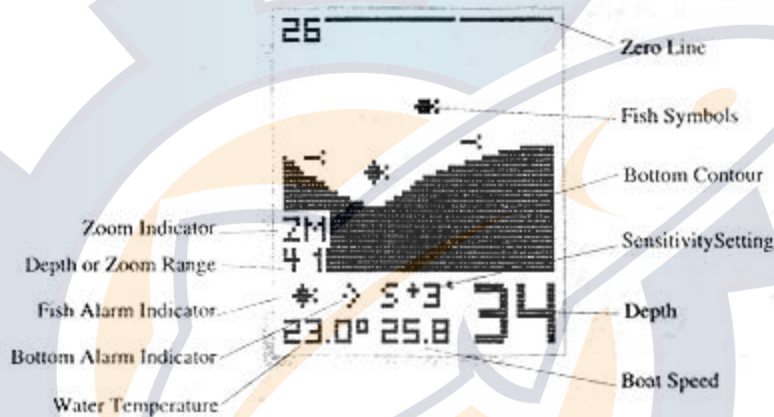 26
Zero Line
Fish Symbols
Bottom Contour
Zoom Indicator
ZM
SensitivitySetting
Depth or Zoom Range
41
Fish Alarm Indicator
S+3
34
Depth
23.0° 25.8
Bottom Alarm Indicator
Boat Speed
Water Temperature